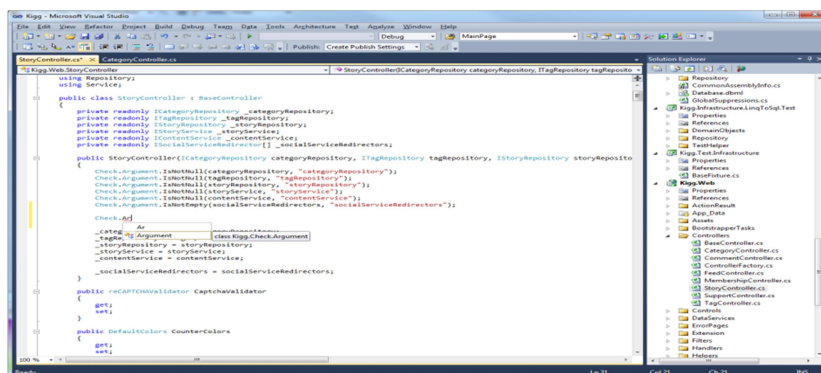 Kigg - Microsoft Visual Studio
File Edit View Refactor Project Build Debug Team Data Tools Architecture Test Analyse Window Help
Debug MainPage
Publish: Create Publish Settings
StoryController.cs* CategoryController.cs
Kigg.Web.StoryController StoryController(ICategoryRepository categoryRepository, ITagRepository tagReposito
using Repository;
using Service;
public class StoryController : BaseController
{
private readonly ICategoryRepository _categoryRepository;
private readonly ITagRepository _tagRepository;
private readonly IStoryRepository _storyRepository;
private readonly IStoryService _storyService;
private readonly IContentService _contentService;
private readonly ISocialServiceRedirector[] _socialServiceRedirectors;
public StoryController(ICategoryRepository categoryRepository, ITagRepository tagRepository, IStoryRepository storyReposito
{
Check.Argument.IsNotNull(categoryRepository, "categoryRepository");
Check.Argument.IsNotNull(tagRepository, "tagRepository");
Check.Argument.IsNotNull(storyRepository, "storyRepository");
Check.Argument.IsNotNull(storyService, "storyService");
Check.Argument.IsNotNull(contentService, "contentService");
Check.Argument.IsNotEmpty(socialServiceRedirectors, "socialServiceRedirectors");
Check.Ar
Ar
Argument class Kigg.Check.Argument
_storyRepository = storyRepository;
_storyService = storyService;
_contentService = contentService;
_socialServiceRedirectors = socialServiceRedirectors;
}
public reCAPTCHAValidator CaptchaValidator
{
get;
set;
}
public DefaultColors CounterColors
{
get;
set;
100 %
Ready Ln 31 Col 21 Ch 21 INS
Solution Explorer
Repository
CommonAssemblyInfo.cs
Database.dbml
GlobalSuppressions.cs
Kigg.Infrastructure.LinqToSql.Test
Properties
References
DomainObjects
Repository
TestHelper
Kigg.Test.Infrastructure
Properties
References
BaseFixture.cs
Kigg.Web
Properties
References
ActionResult
App_Data
Assets
BootstrapperTasks
Controllers
BaseController.cs
CategoryController.cs
CommentController.cs
ControllerFactory.cs
FeedController.cs
MembershipController.cs
StoryController.cs
SupportController.cs
TagController.cs
Controls
DataServices
ErrorPages
Extension
Filters
Handlers
Helpers